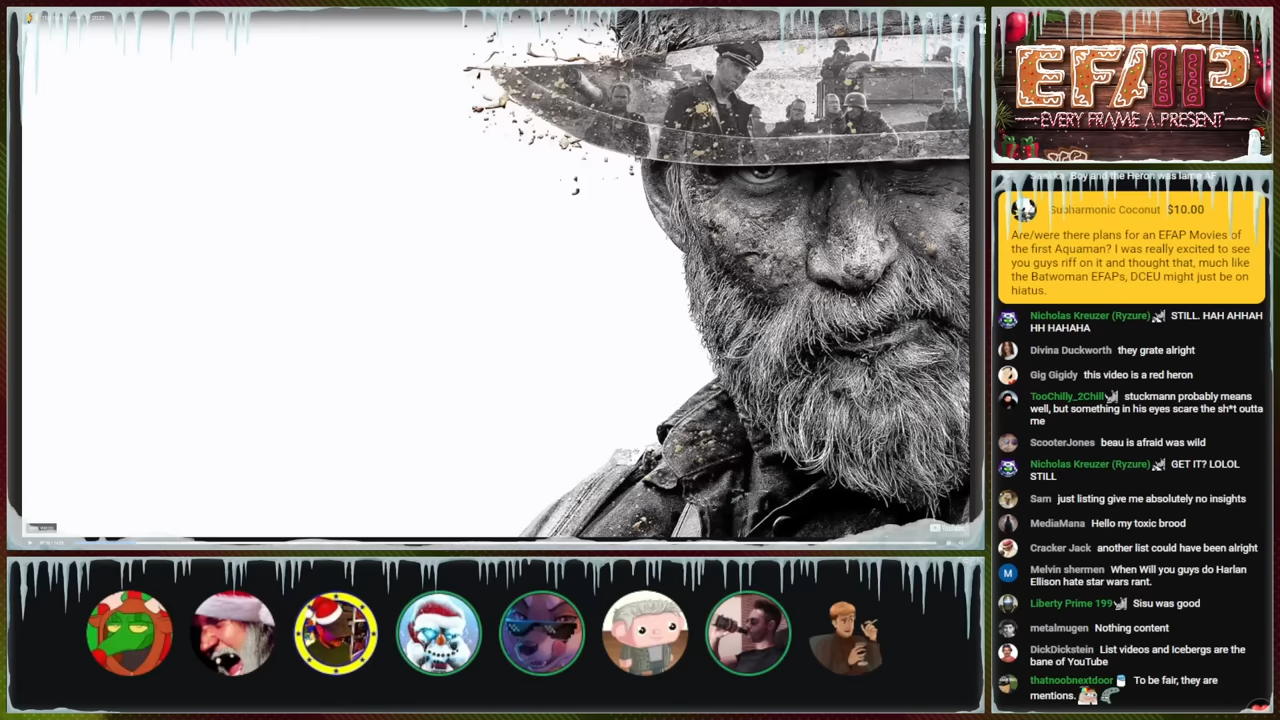 EFAP
EVERY FRAME A PRESENT
Boy and the Heron was lame AF
Subharmonic Coconut $10.00
Are/were there plans for an EFAP Movies of
the first Aquaman? I was really excited to see
you guys riff on it and thought that, much like
the Batwoman EFAPs, DCEU might just be on
hiatus.
Nicholas Kreuzer (Ryzure) STILL. HAH AHHAH
HH HAHAHA
Divina Duckworth they grate alright
Gig Gigidy this video is a red heron
TooChilly_2Chill stuckmann probably means
well, but something in his eyes scare the sh*t outta
me
ScooterJones beau is afraid was wild
Nicholas Kreuzer (Ryzure) GET IT? LOLOL
STILL
Sam just listing give me absolutely no insights
MediaMana Hello my toxic brood
Cracker Jack another list could have been alright
M
Melvin shermen When Will you guys do Harlan
Ellison hate star wars rant.
Liberty Prime 199 Sisu was good
metalmugen Nothing content
DickDickstein List videos and Icebergs are the
bane of YouTube
thatnoobnextdoor To be fair, they are
mentions.
YouTube